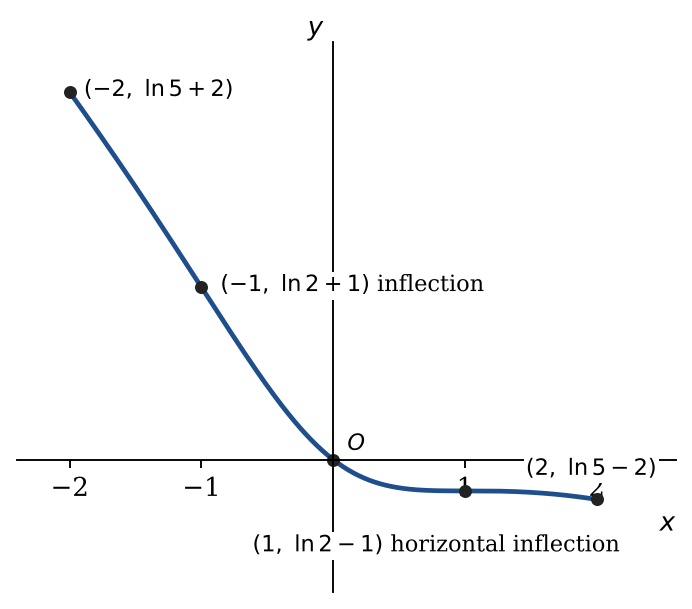 y
(−2, ln 5 + 2)
(−1, ln 2 + 1) inflection
O
(2, ln 5 − 2)
−2 −1 1 2
x
(1, ln 2 − 1) horizontal inflection